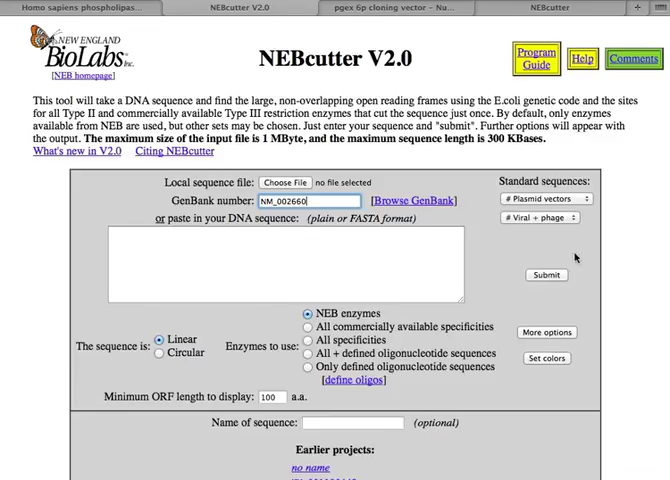 Homo sapiens phospholipas...
NEBcutter V2.0
pgex 6p cloning vector - Nu...
NEBcutter
+
NEW ENGLAND
BioLabs Inc.
[NEB homepage]
NEBcutter V2.0
Program Guide
Help
Comments
This tool will take a DNA sequence and find the large, non-overlapping open reading frames using the E.coli genetic code and the sites
for all Type II and commercially available Type III restriction enzymes that cut the sequence just once. By default, only enzymes
available from NEB are used, but other sets may be chosen. Just enter your sequence and "submit". Further options will appear with
the output. The maximum size of the input file is 1 MByte, and the maximum sequence length is 300 KBases.
What's new in V2.0 Citing NEBcutter
Local sequence file: Choose File no file selected
Standard sequences:
GenBank number: NM_002660 [Browse GenBank]
# Plasmid vectors
or paste in your DNA sequence: (plain or FASTA format)
# Viral + phage
Submit
The sequence is: Linear
Circular
Enzymes to use: NEB enzymes
All commercially available specificities
All specificities
All + defined oligonucleotide sequences
Only defined oligonucleotide sequences
[define oligos]
More options
Set colors
Minimum ORF length to display: 100 a.a.
Name of sequence: (optional)
Earlier projects:
no name